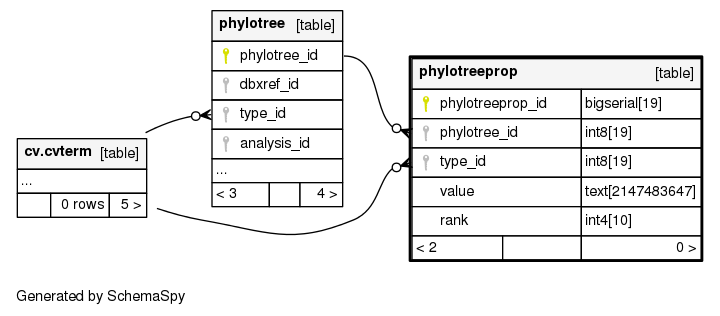 phylotree [table]
phylotree_id
dbxref_id
type_id
analysis_id
...
< 3 4 >
phylotreeprop [table]
phylotreeprop_id bigserial[19]
phylotree_id int8[19]
type_id int8[19]
value text[2147483647]
rank int4[10]
< 2 0 >
cv.cvterm [table]
...
0 rows 5 >
Generated by SchemaSpy